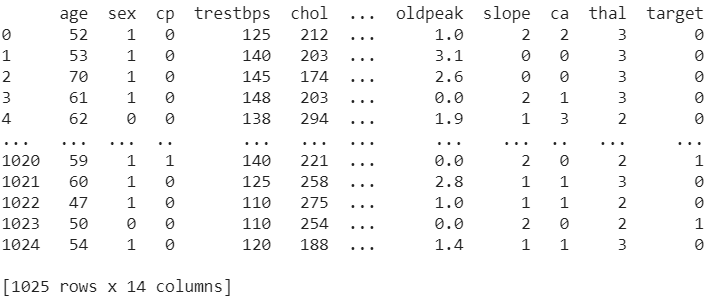 age sex cp trestbps chol ... oldpeak slope ca thal target
0 52 1 0 125 212 ... 1.0 2 2 3 0
1 53 1 0 140 203 ... 3.1 0 0 3 0
2 70 1 0 145 174 ... 2.6 0 0 3 0
3 61 1 0 148 203 ... 0.0 2 1 3 0
4 62 0 0 138 294 ... 1.9 1 3 2 0
... ... ... .. ... ... ... ... ... .. ... ...
1020 59 1 1 140 221 ... 0.0 2 0 2 1
1021 60 1 0 125 258 ... 2.8 1 1 3 0
1022 47 1 0 110 275 ... 1.0 1 1 2 0
1023 50 0 0 110 254 ... 0.0 2 0 2 1
1024 54 1 0 120 188 ... 1.4 1 1 3 0
[1025 rows x 14 columns]